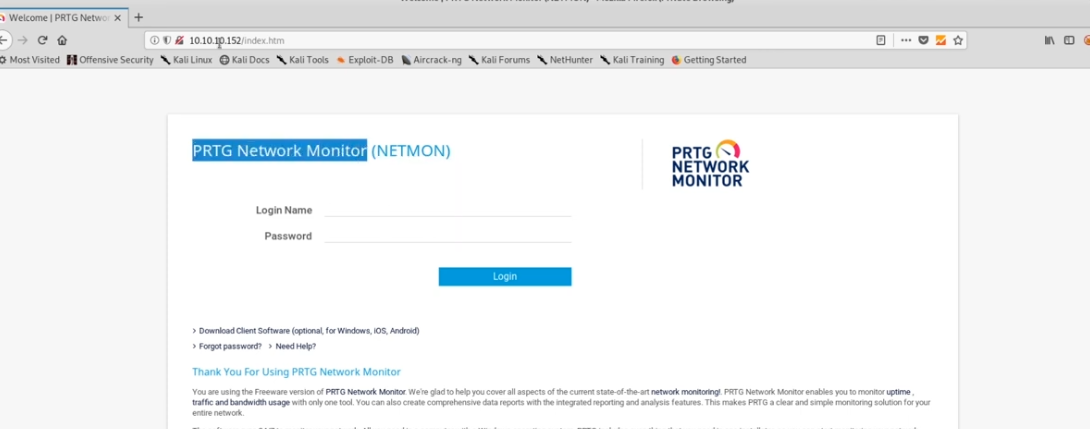 Welcome | PRTG Networ
10.10.10.152/index.htm
Most Visited Offensive Security Kali Linux Kali Docs Kali Tools Exploit-DB Aircrack-ng Kali Forums NetHunter Kali Training Getting Started
PRTG Network Monitor (NETMON)
PRTG
NETWORK
MONITOR
Login Name
Password
Login
Download Client Software (optional, for Windows, iOS, Android)
Forgot password? Need Help?
Thank You For Using PRTG Network Monitor
You are using the Freeware version of PRTG Network Monitor. We're glad to help you cover all aspects of the current state-of-the-art network monitoring!. PRTG Network Monitor enables you to monitor uptime,
traffic and bandwidth usage with only one tool. You can also create comprehensive data reports with the integrated reporting and analysis features. This makes PRTG a clear and simple monitoring solution for your
entire network.